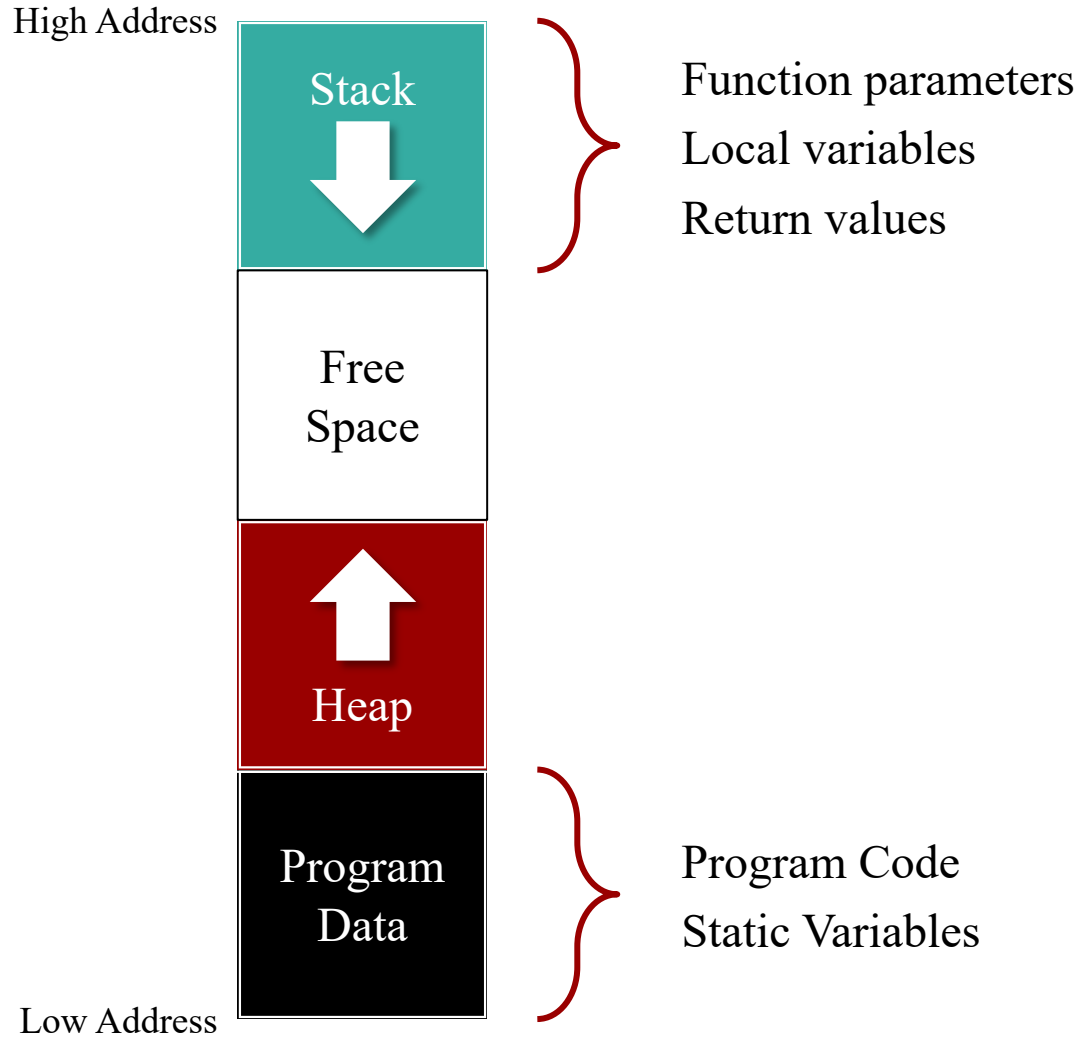 High Address
Stack
Function parameters
Local variables
Return values
Free
Space
Heap
Program
Data
Program Code
Static Variables
Low Address